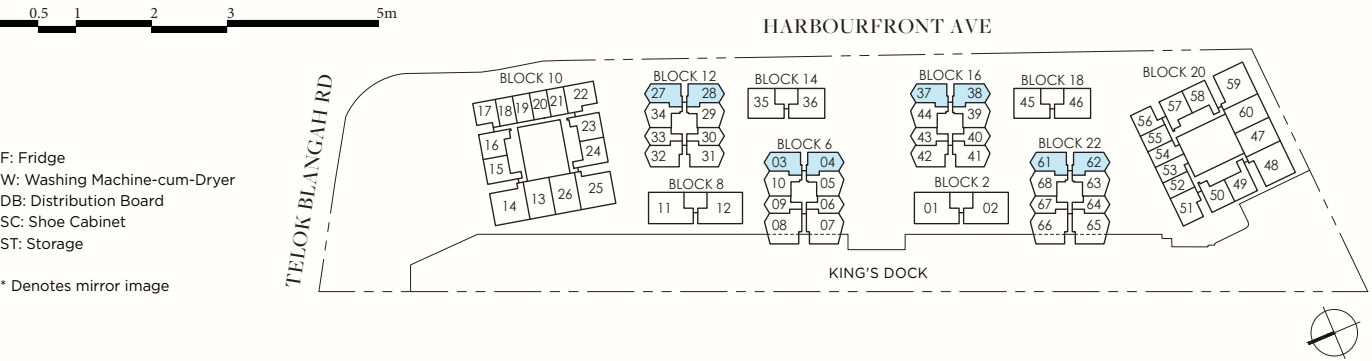 0.5 1 2 3 5m
HARBOURFRONT AVE
TELOK BLANGAH RD
F: Fridge
W: Washing Machine-cum-Dryer
DB: Distribution Board
SC: Shoe Cabinet
ST: Storage
* Denotes mirror image
BLOCK 10
17 18 19 20 21 22
16 23
15 24
14 13 26 25
BLOCK 12
27 28
34 29
33 30
32 31
BLOCK 14
35 36
BLOCK 6
03 04
10 05
09 06
08 07
BLOCK 8
11 12
BLOCK 16
37 38
44 39
43 40
42 41
BLOCK 18
45 46
BLOCK 2
01 02
BLOCK 22
61 62
68 63
67 64
66 65
BLOCK 20
56 57 58 59
55 60
54 47
53 48
52 49
51 50
KING'S DOCK